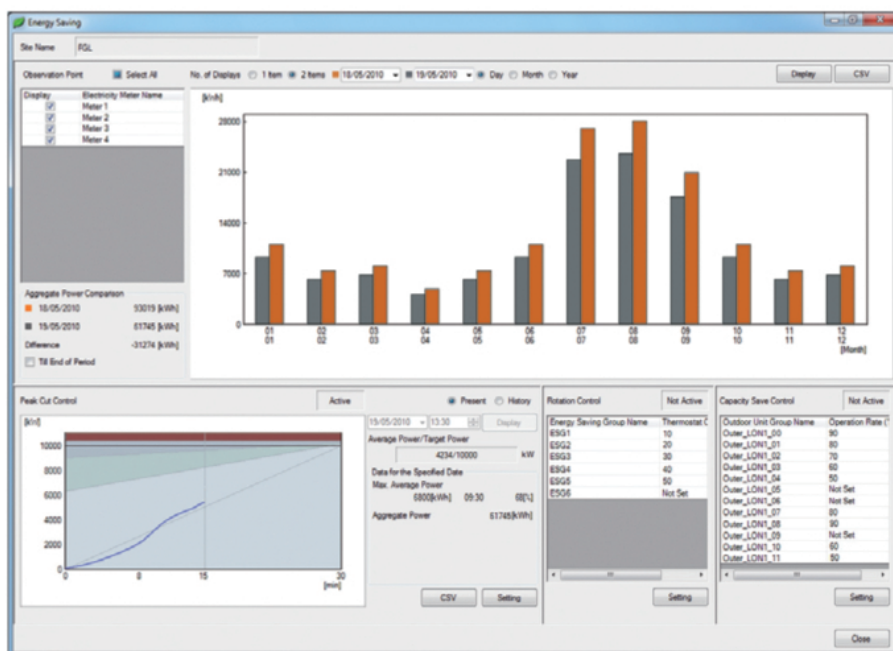 Energy Saving
Site Name FGL
Observation Point Select All No. of Displays 1 Item 2 Items 18/05/2010 19/05/2010 Day Month Year Display CSV
Display Electricity Meter Name
Meter 1
Meter 2
Meter 3
Meter 4
Aggregate Power Comparison
18/05/2010 93019 [kWh]
19/05/2010 61745 [kWh]
Difference -31274 [kWh]
Till End of Period
[kWh]
28000
21000
14000
7000
0
01 02 03 04 05 06 07 08 09 10 11 12
01 02 03 04 05 06 07 08 09 10 11 12
[Month]
Peak Cut Control Active
[kW]
10000
8000
6000
4000
2000
0
0 15 30
[min]
Present History
19/05/2010 13:30 Display
Average Power/Target Power
4234/10000 kW
Data for the Specified Date
Max. Average Power
6800[kWh] 09:30 68[%]
Aggregate Power 61745[kWh]
CSV Setting
Rotation Control Not Active
Energy Saving Group Name Thermostat
ESG1 10
ESG2 20
ESG3 30
ESG4 40
ESG5 50
ESG6 Not Set
Setting
Capacity Save Control Not Active
Outdoor Unit Group Name Operation Rate (
Outer_LON1_00 90
Outer_LON1_01 80
Outer_LON1_02 70
Outer_LON1_03 60
Outer_LON1_04 50
Outer_LON1_05 Not Set
Outer_LON1_06 Not Set
Outer_LON1_07 80
Outer_LON1_08 90
Outer_LON1_09 Not Set
Outer_LON1_10 60
Outer_LON1_11 50
Setting
Close